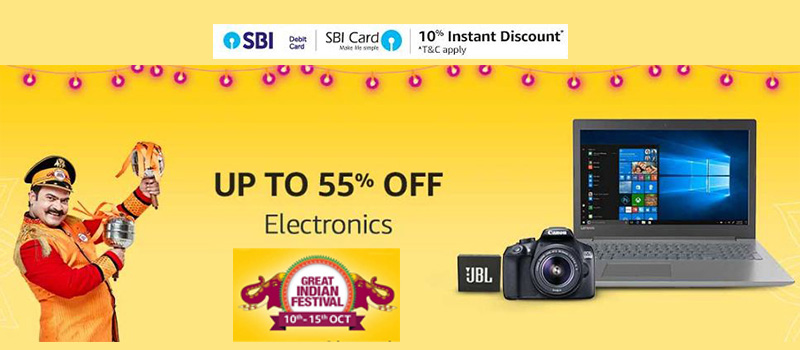 SBI Debit Card SBI Card Make life simple 10% Instant Discount*
*T&C apply
UP TO 55% OFF
Electronics
GREAT
INDIAN
FESTIVAL
10th-15th OCT
Canon
JBL
Lenovo